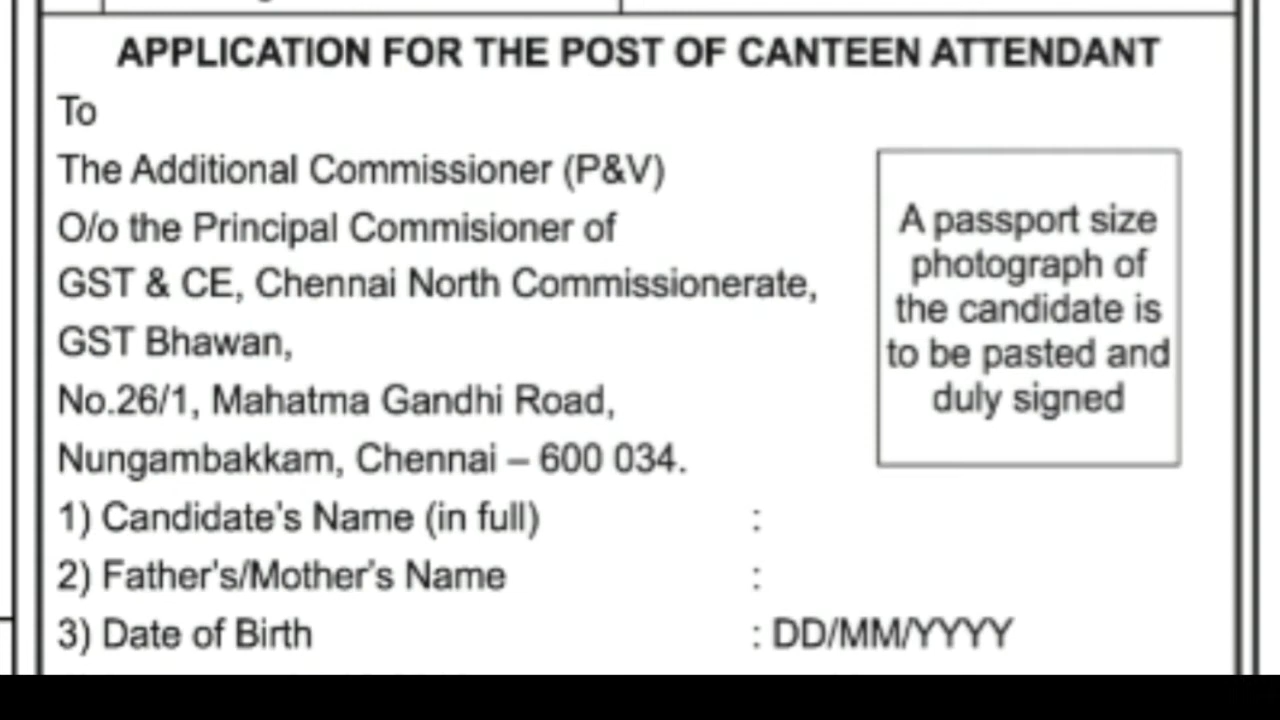 APPLICATION FOR THE POST OF CANTEEN ATTENDANT
To
The Additional Commissioner (P&V)
O/o the Principal Commisioner of
GST & CE, Chennai North Commissionerate,
GST Bhawan,
No.26/1, Mahatma Gandhi Road,
Nungambakkam, Chennai – 600 034.
A passport size
photograph of
the candidate is
to be pasted and
duly signed
1) Candidate's Name (in full) :
2) Father's/Mother's Name :
3) Date of Birth : DD/MM/YYYY